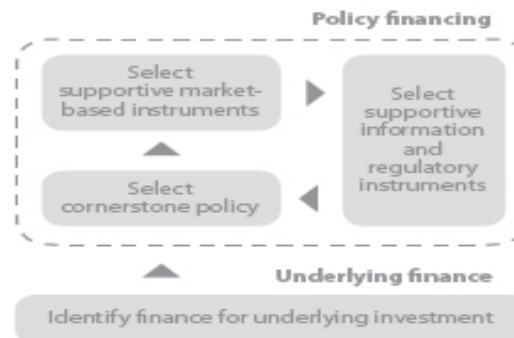 Policy financing
Select
supportive market-
based instruments
Select
supportive
information
and
regulatory
instruments
Select
cornerstone policy
Underlying finance
Identify finance for underlying investment